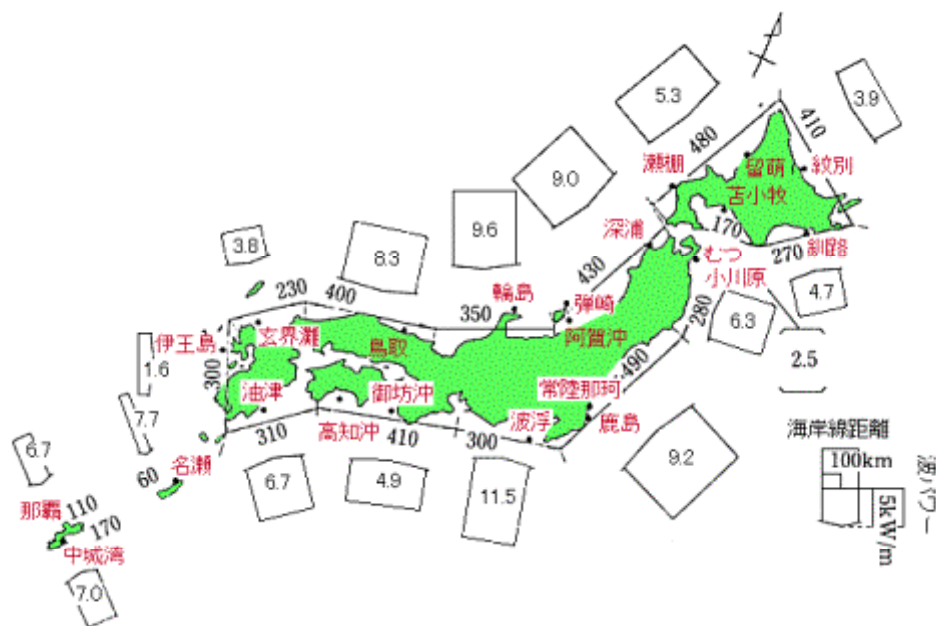 5.3
3.9
480
410
9.0
瀬棚
留萌
紋別
苫小牧
9.6
170
深浦
3.8
8.3
むつ
270
釧路
小川原
430
4.7
230
400
輪島
弾崎
280
6.3
350
阿賀沖
伊王島
玄界灘
鳥取
2.5
1.6
300
490
油津
御坊沖
常陸那珂
7.7
310
高知沖
410
波浮
鹿島
300
海岸線距離
6.7
60
名瀬
6.7
4.9
11.5
9.2
100km
波パワー
5kW/m
那覇
110
170
中城湾
7.0